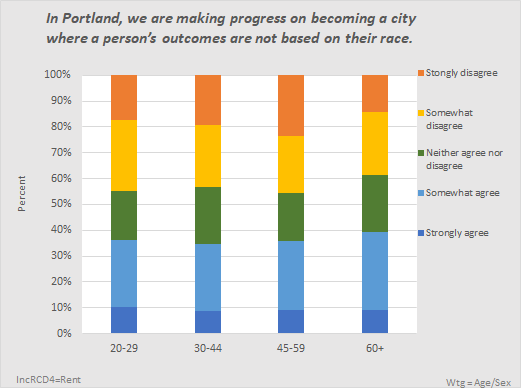 In Portland, we are making progress on becoming a city
where a person's outcomes are not based on their race.
100%
90%
80%
70%
60%
50%
40%
30%
20%
10%
0%
Percent
20-29
30-44
45-59
60+
Stongly disagree
Somewhat
disagree
Neither agree nor
disagree
Somewhat agree
Strongly agree
IncRCD4=Rent
Wtg = Age/Sex